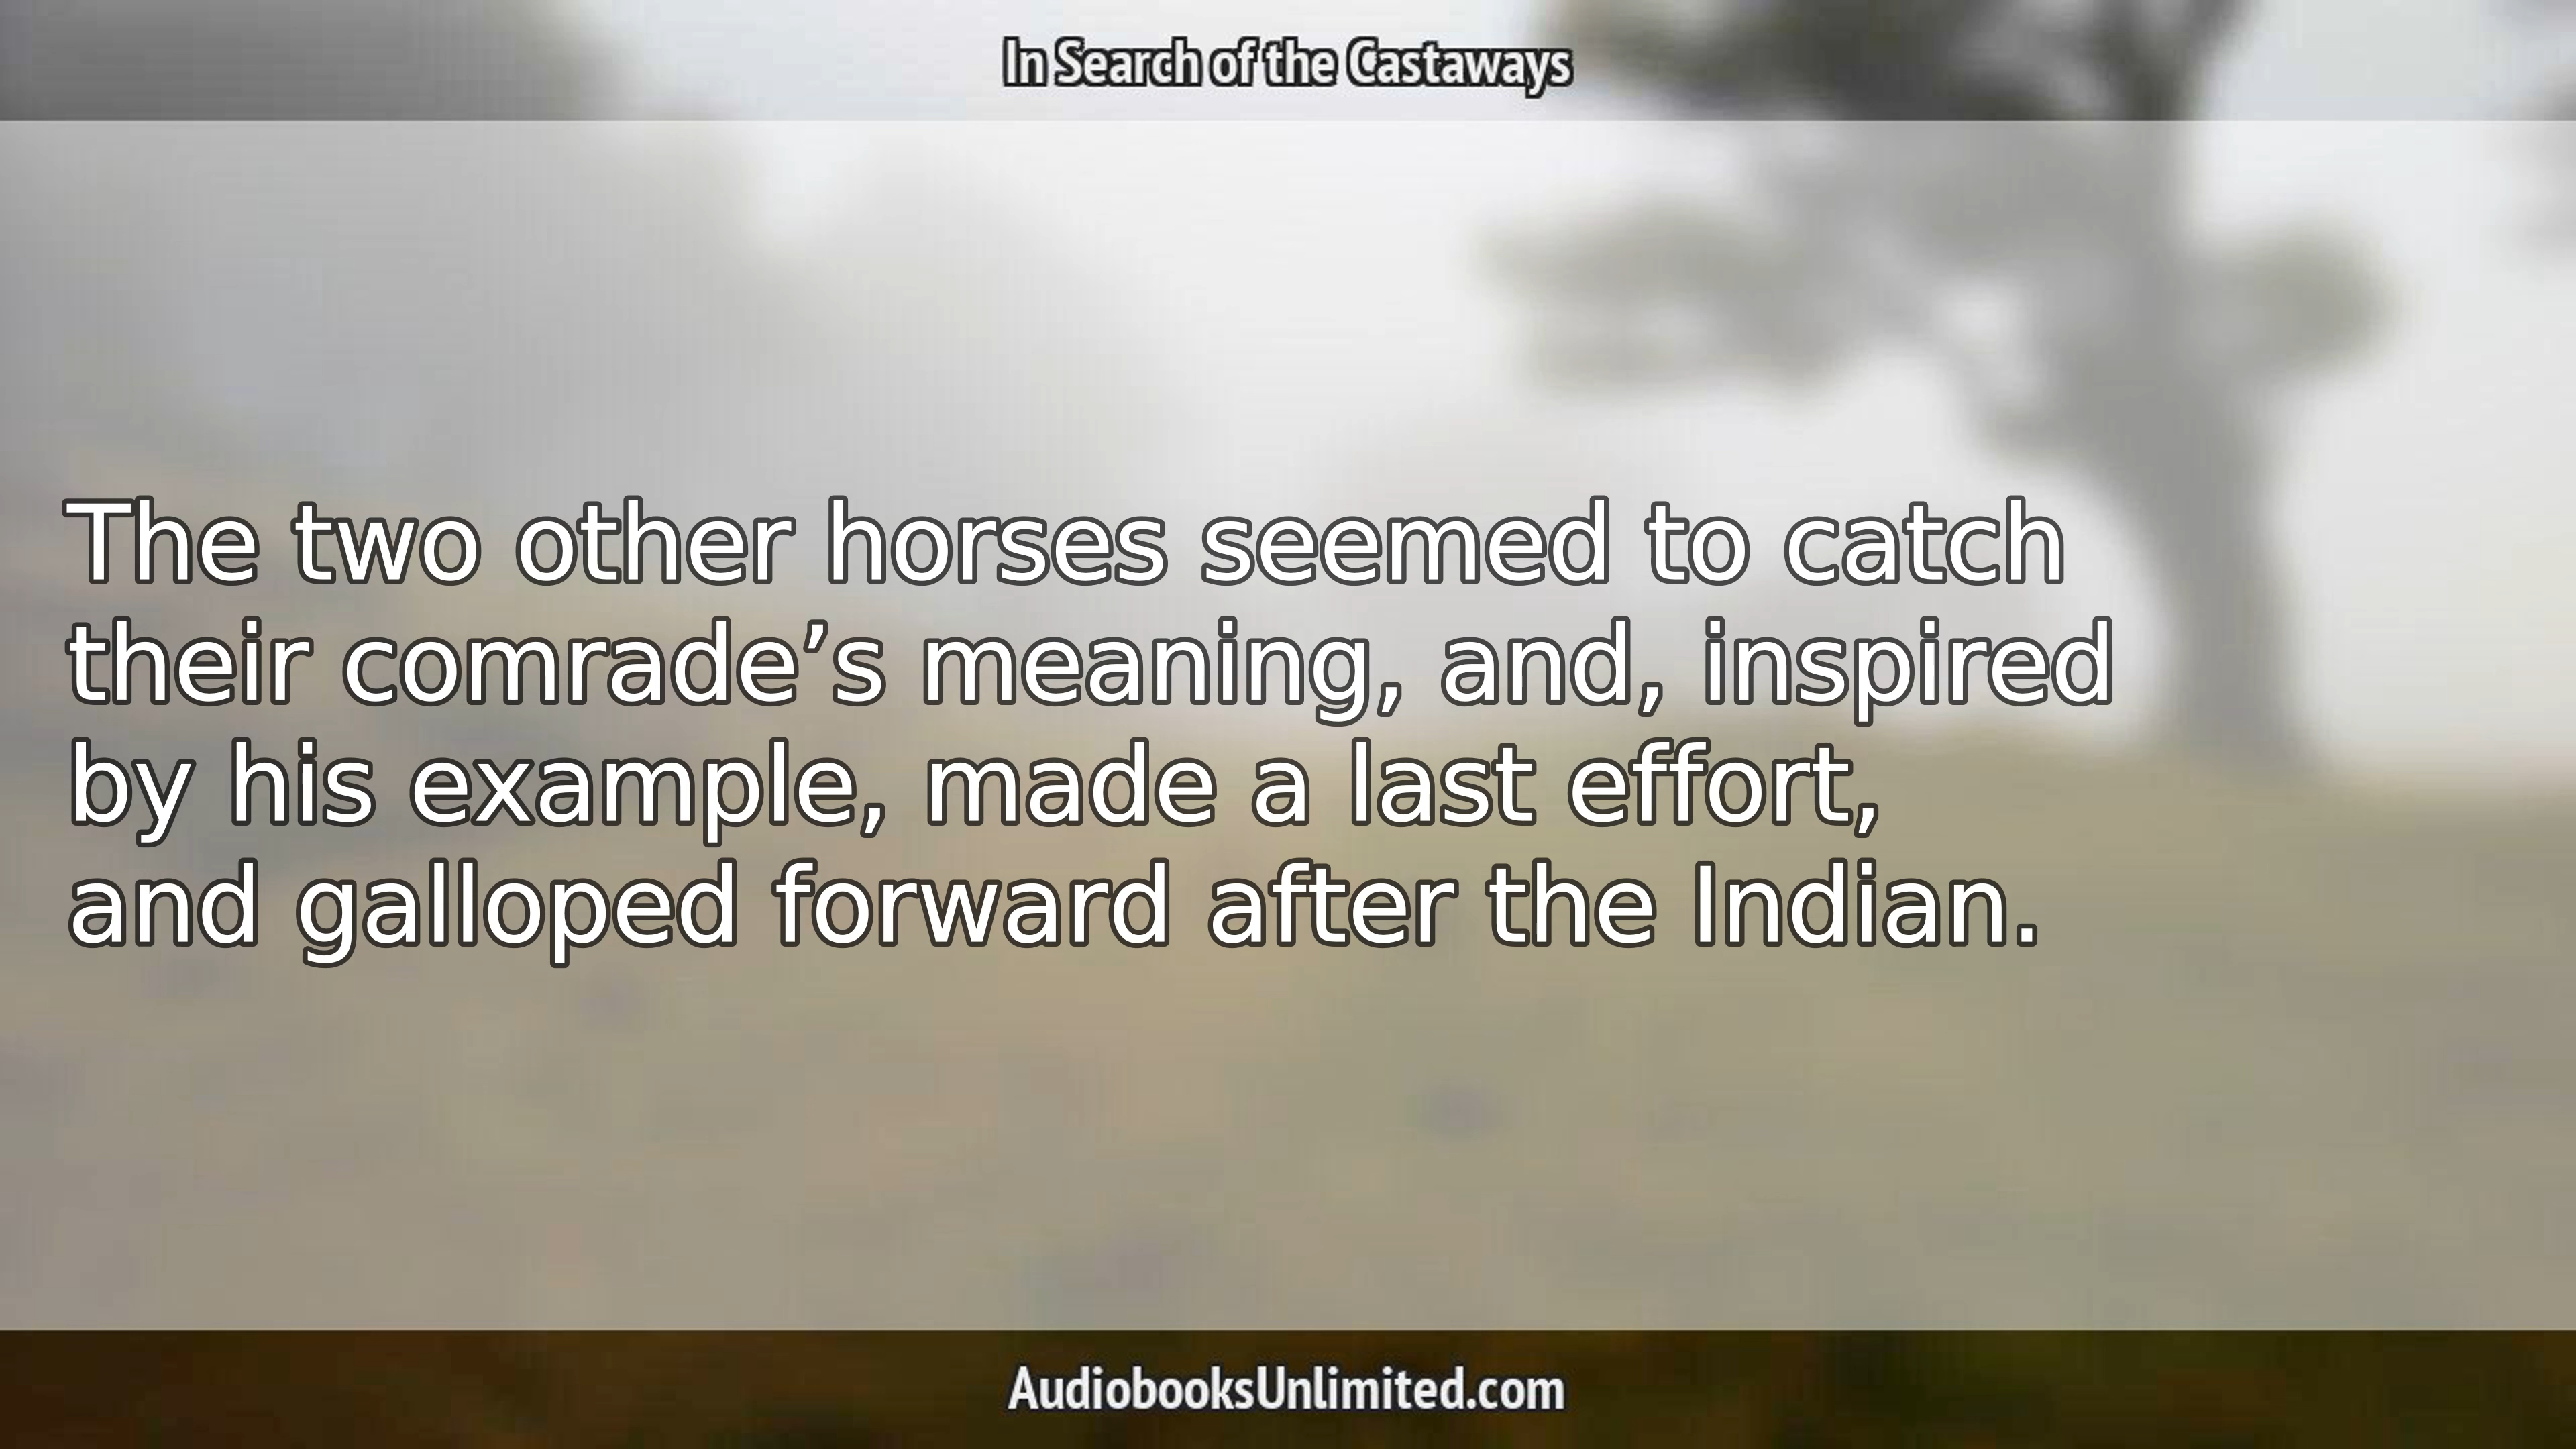 In Search of the Castaways
The two other horses seemed to catch
their comrade’s meaning, and, inspired
by his example, made a last effort,
and galloped forward after the Indian.
AudiobooksUnlimited.com